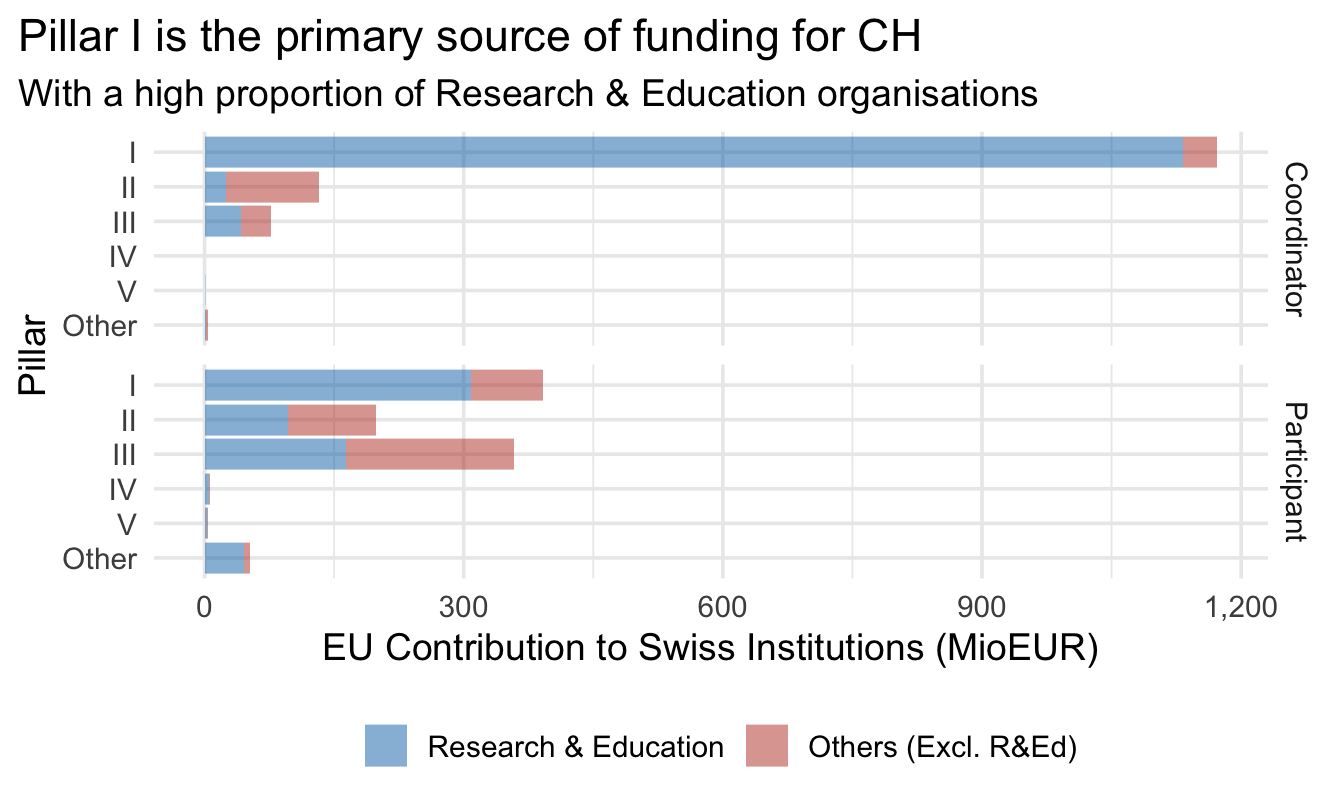 Pillar I is the primary source of funding for CH
With a high proportion of Research & Education organisations
I
II
III
IV
V
Other
Coordinator
Pillar
I
II
III
IV
V
Other
Participant
0 300 600 900 1,200
EU Contribution to Swiss Institutions (MioEUR)
Research & Education Others (Excl. R&Ed)